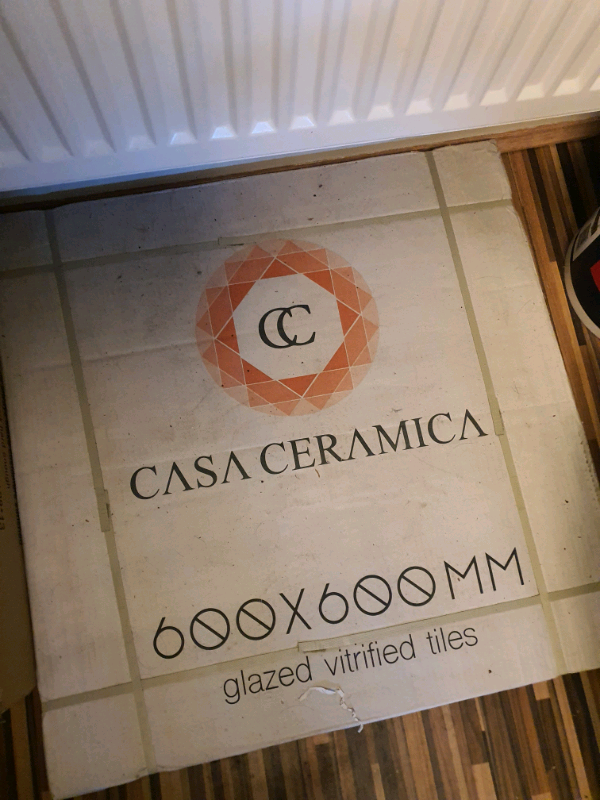 CC
CASA CERAMICA
600X600MM
glazed vitrified tiles